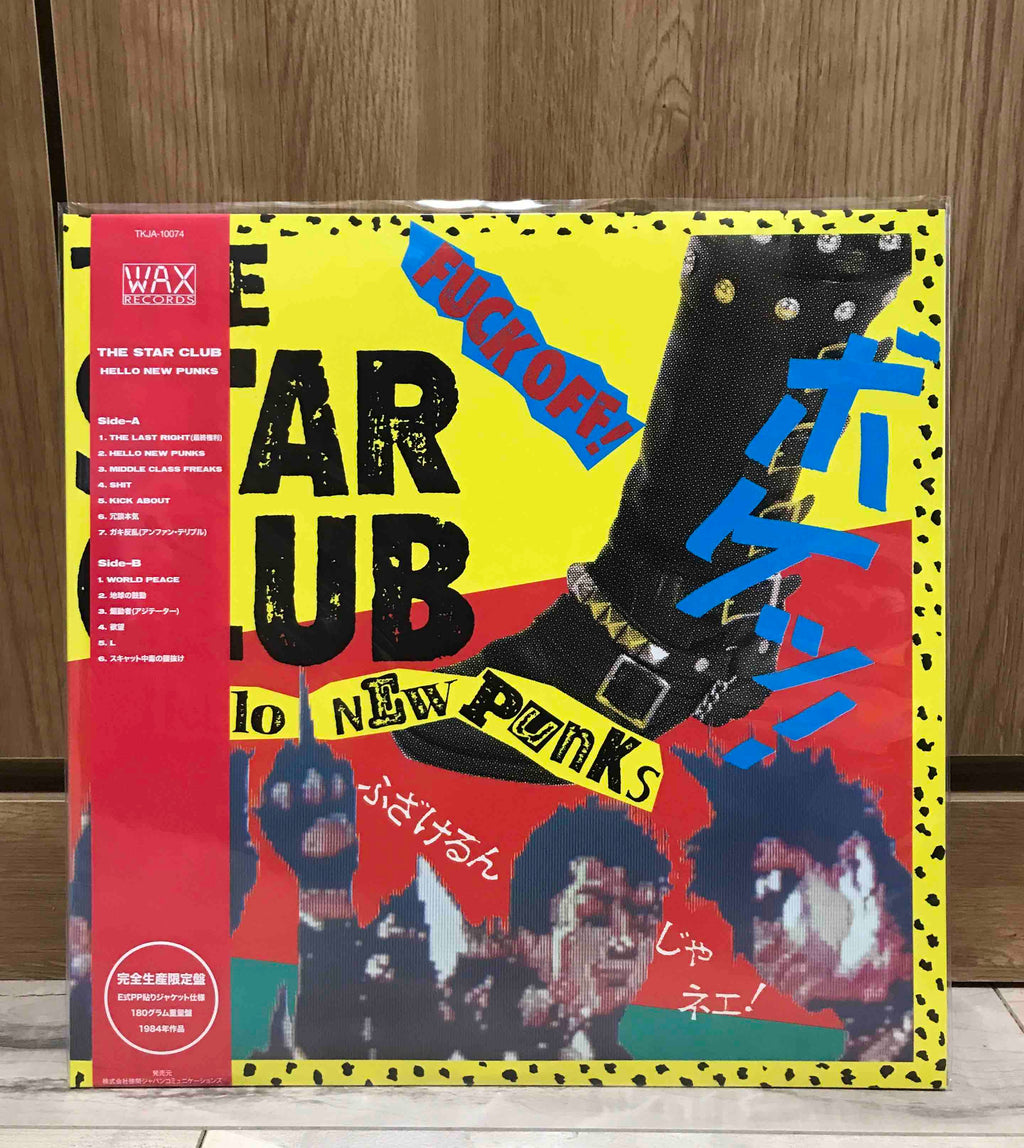 TKJA-10074
WAX
RECORDS
THE STAR CLUB
HELLO NEW PUNKS
Side-A
1. THE LAST RIGHT(最終権利)
2. HELLO NEW PUNKS
3. MIDDLE CLASS FREAKS
4. SHIT
5. KICK ABOUT
6. 冗談本気
7. ガキ反乱(アンファン・テリブル)
Side-B
1. WORLD PEACE
2. 地球の鼓動
3. 煽動者(アジテーター)
4. 欲望
5. L
6. スキャット中毒の腰抜け
完全生産限定盤
E式PP貼りジャケット仕様
180グラム重量盤
1984年作品
発売元
株式会社徳間ジャパンコミュニケーションズ
THE
STAR
CLUB
lo NEW PUNKS
FUCK OFF!
ボケッ!!
ふざけるん
じゃ
ネエ!